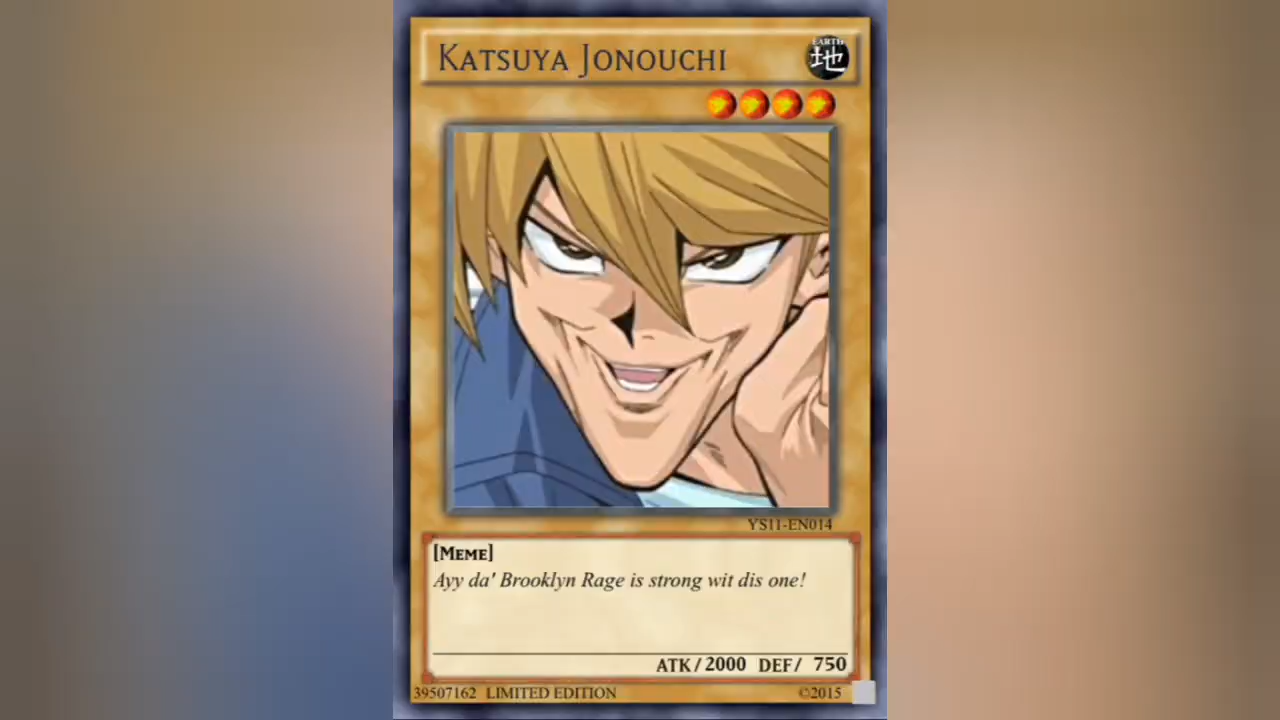 Katsuya Jonouchi
EARTH
地
YS11-EN014
[Meme]
Ayy da' Brooklyn Rage is strong wit dis one!
ATK/2000 DEF/ 750
39507162 LIMITED EDITION ©2015